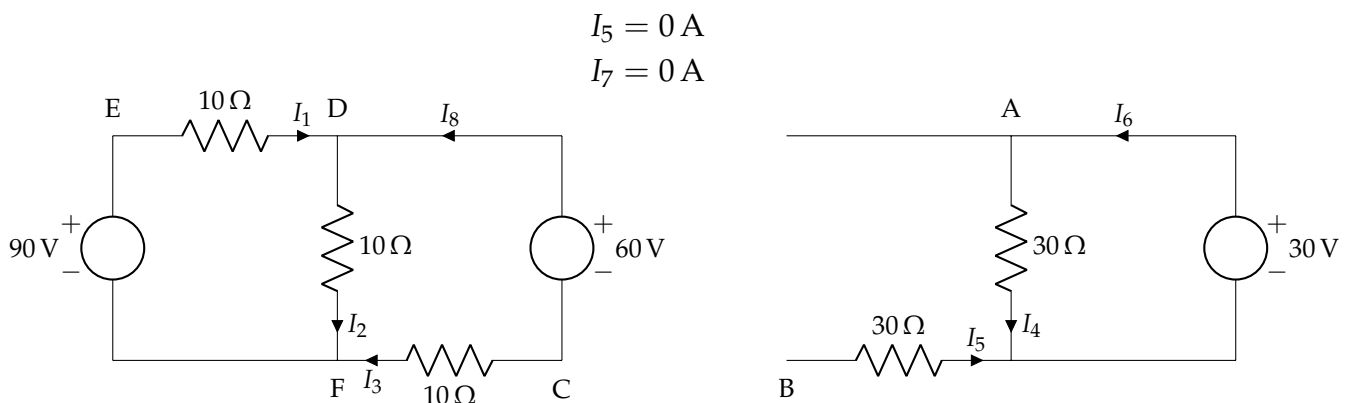 I₅ = 0 A
I₇ = 0 A
E 10 Ω I₁ D I₈ A I₆
90 V + − 10 Ω + − 60 V 30 Ω + − 30 V
I₂ 30 Ω I₅ I₄
F I₃ 10 Ω C B